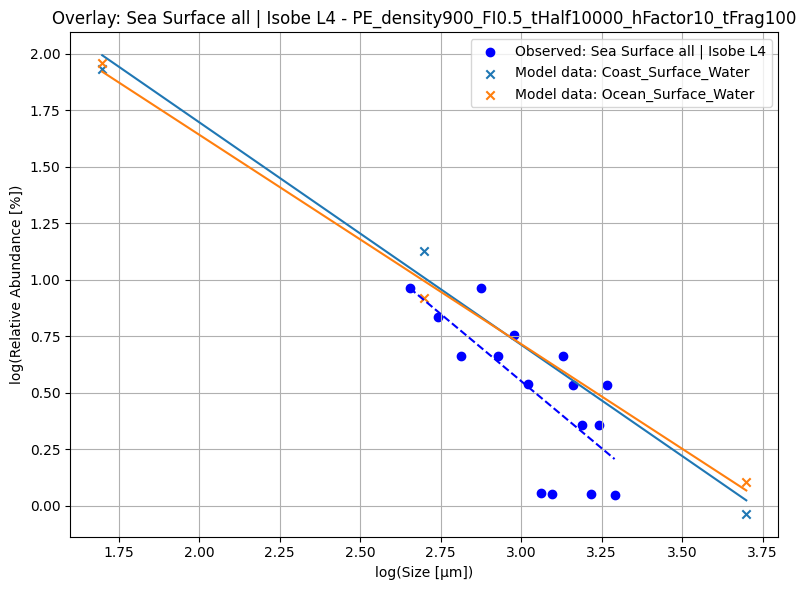 Overlay: Sea Surface all | Isobe L4 - PE_density900_FI0.5_tHalf10000_hFactor10_tFrag100
Observed: Sea Surface all | Isobe L4
Model data: Coast_Surface_Water
Model data: Ocean_Surface_Water
log(Relative Abundance [%])
2.00
1.75
1.50
1.25
1.00
0.75
0.50
0.25
0.00
1.75 2.00 2.25 2.50 2.75 3.00 3.25 3.50 3.75
log(Size [µm])